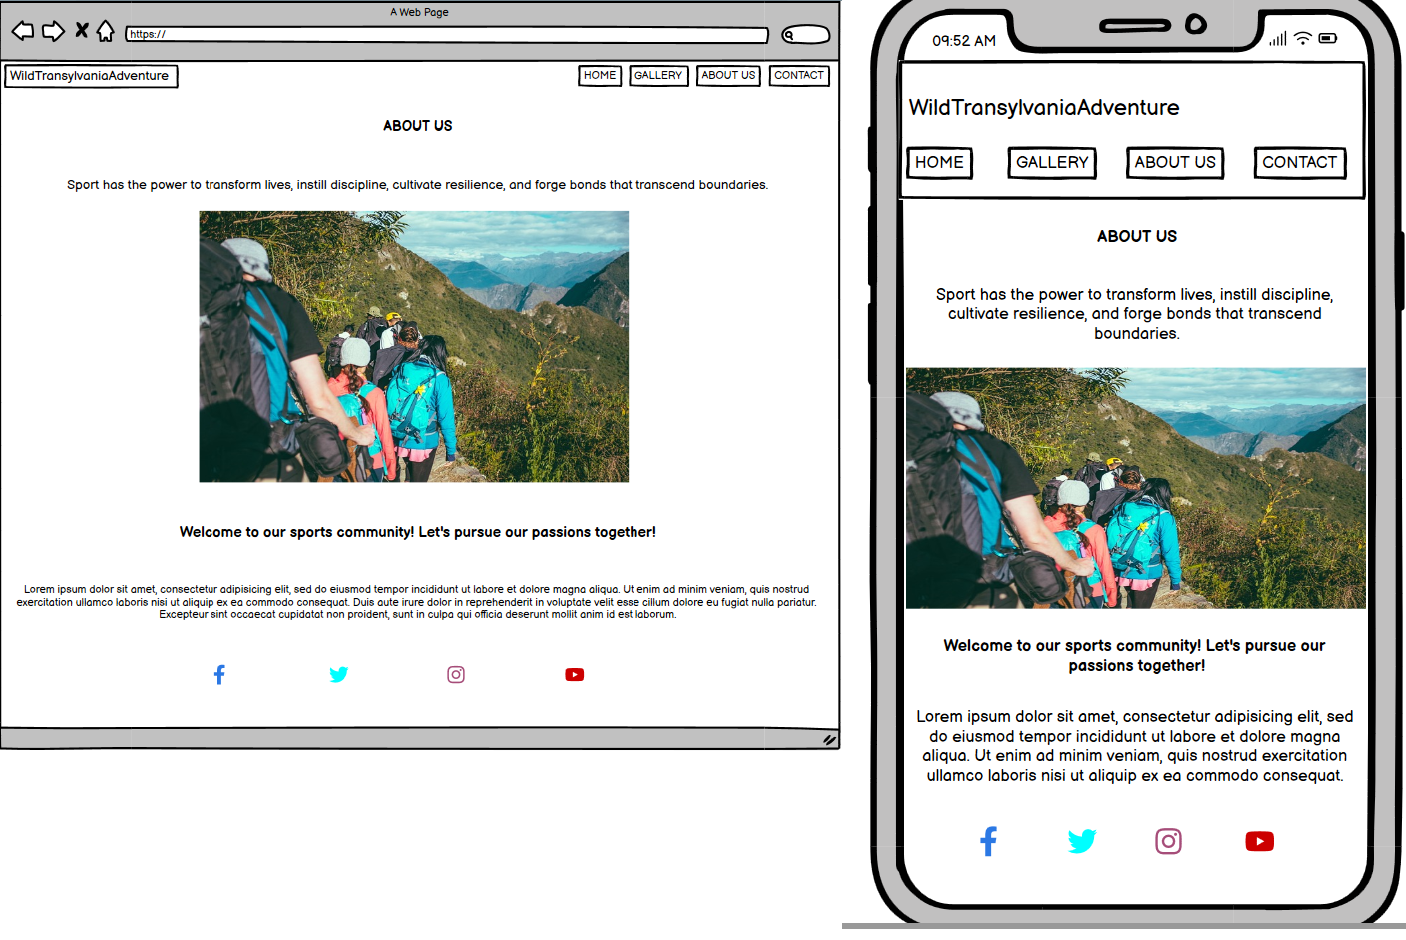 A Web Page
https://
WildTransylvaniaAdventure
HOME GALLERY ABOUT US CONTACT
ABOUT US
Sport has the power to transform lives, instill discipline, cultivate resilience, and forge bonds that transcend boundaries.
Welcome to our sports community! Let's pursue our passions together!
Lorem ipsum dolor sit amet, consectetur adipisicing elit, sed do eiusmod tempor incididunt ut labore et dolore magna aliqua. Ut enim ad minim veniam, quis nostrud
exercitation ullamco laboris nisi ut aliquip ex ea commodo consequat. Duis aute irure dolor in reprehenderit in voluptate velit esse cillum dolore eu fugiat nulla pariatur.
Excepteur sint occaecat cupidatat non proident, sunt in culpa qui officia deserunt mollit anim id est laborum.
09:52 AM
WildTransylvaniaAdventure
HOME GALLERY ABOUT US CONTACT
ABOUT US
Sport has the power to transform lives, instill discipline,
cultivate resilience, and forge bonds that transcend
boundaries.
Welcome to our sports community! Let's pursue our
passions together!
Lorem ipsum dolor sit amet, consectetur adipisicing elit, sed
do eiusmod tempor incididunt ut labore et dolore magna
aliqua. Ut enim ad minim veniam, quis nostrud exercitation
ullamco laboris nisi ut aliquip ex ea commodo consequat.